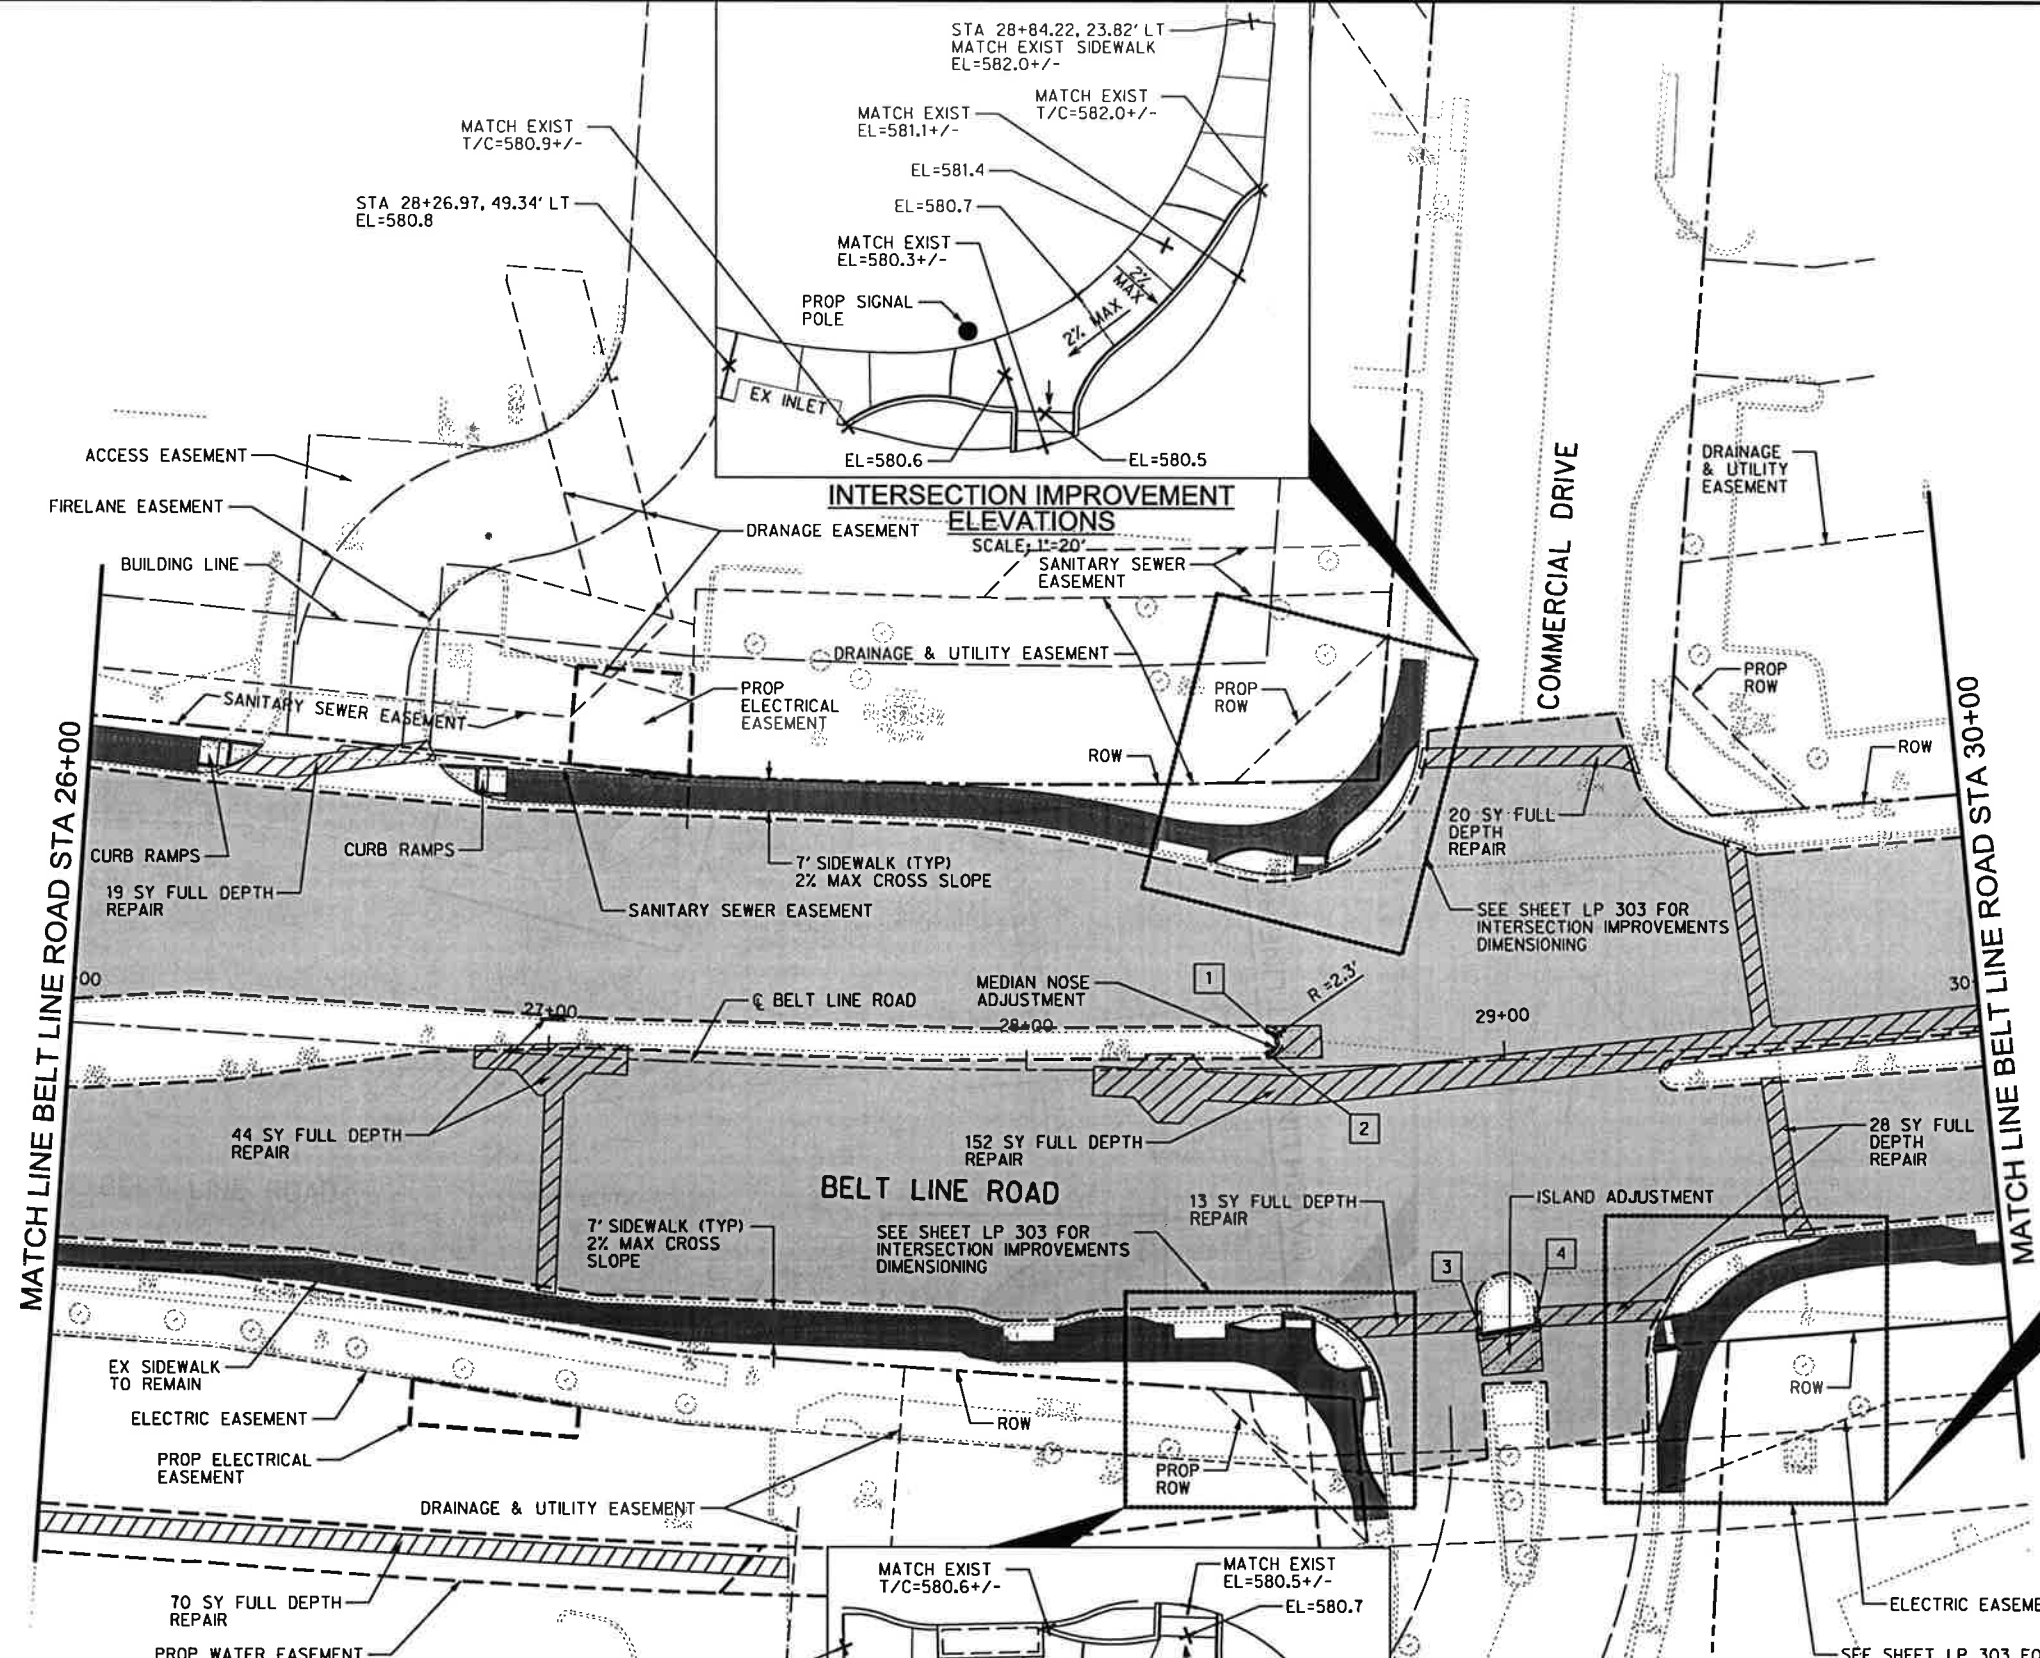 STA 28+84.22, 23.82' LT
MATCH EXIST SIDEWALK
EL=582.0+/-
MATCH EXIST
T/C=582.0+/-
MATCH EXIST
EL=581.1+/-
MATCH EXIST
T/C=580.9+/-
EL=581.4
STA 28+26.97, 49.34' LT
EL=580.8
EL=580.7
MATCH EXIST
EL=580.3+/-
PROP SIGNAL
POLE
2% MAX
2% MAX
EX INLET
EL=580.6
EL=580.5
INTERSECTION IMPROVEMENT
ELEVATIONS
SCALE: 1"=20'
ACCESS EASEMENT
FIRELANE EASEMENT
BUILDING LINE
DRANAGE EASEMENT
SANITARY SEWER
EASEMENT
COMMERCIAL DRIVE
DRAINAGE
& UTILITY
EASEMENT
DRAINAGE & UTILITY EASEMENT
PROP
ROW
PROP
ROW
SANITARY SEWER EASEMENT
PROP
ELECTRICAL
EASEMENT
ROW
ROW
MATCH LINE BELT LINE ROAD STA 26+00
MATCH LINE BELT LINE ROAD STA 30+00
20 SY FULL
DEPTH
REPAIR
CURB RAMPS
CURB RAMPS
7' SIDEWALK (TYP)
2% MAX CROSS SLOPE
19 SY FULL DEPTH
REPAIR
SANITARY SEWER EASEMENT
SEE SHEET LP 303 FOR
INTERSECTION IMPROVEMENTS
DIMENSIONING
00
27+00
℄ BELT LINE ROAD
MEDIAN NOSE
ADJUSTMENT
1
R =2.3'
28+00
29+00
30
44 SY FULL DEPTH
REPAIR
152 SY FULL DEPTH
REPAIR
2
28 SY FULL
DEPTH
REPAIR
BELT LINE ROAD
13 SY FULL DEPTH
REPAIR
ISLAND ADJUSTMENT
7' SIDEWALK (TYP)
2% MAX CROSS
SLOPE
SEE SHEET LP 303 FOR
INTERSECTION IMPROVEMENTS
DIMENSIONING
3
4
EX SIDEWALK
TO REMAIN
ELECTRIC EASEMENT
PROP ELECTRICAL
EASEMENT
ROW
ROW
PROP
ROW
DRAINAGE & UTILITY EASEMENT
70 SY FULL DEPTH
REPAIR
PROP WATER EASEMENT
MATCH EXIST
T/C=580.6+/-
MATCH EXIST
EL=580.5+/-
EL=580.7
ELECTRIC EASEME
SEE SHEET LP 303 FO